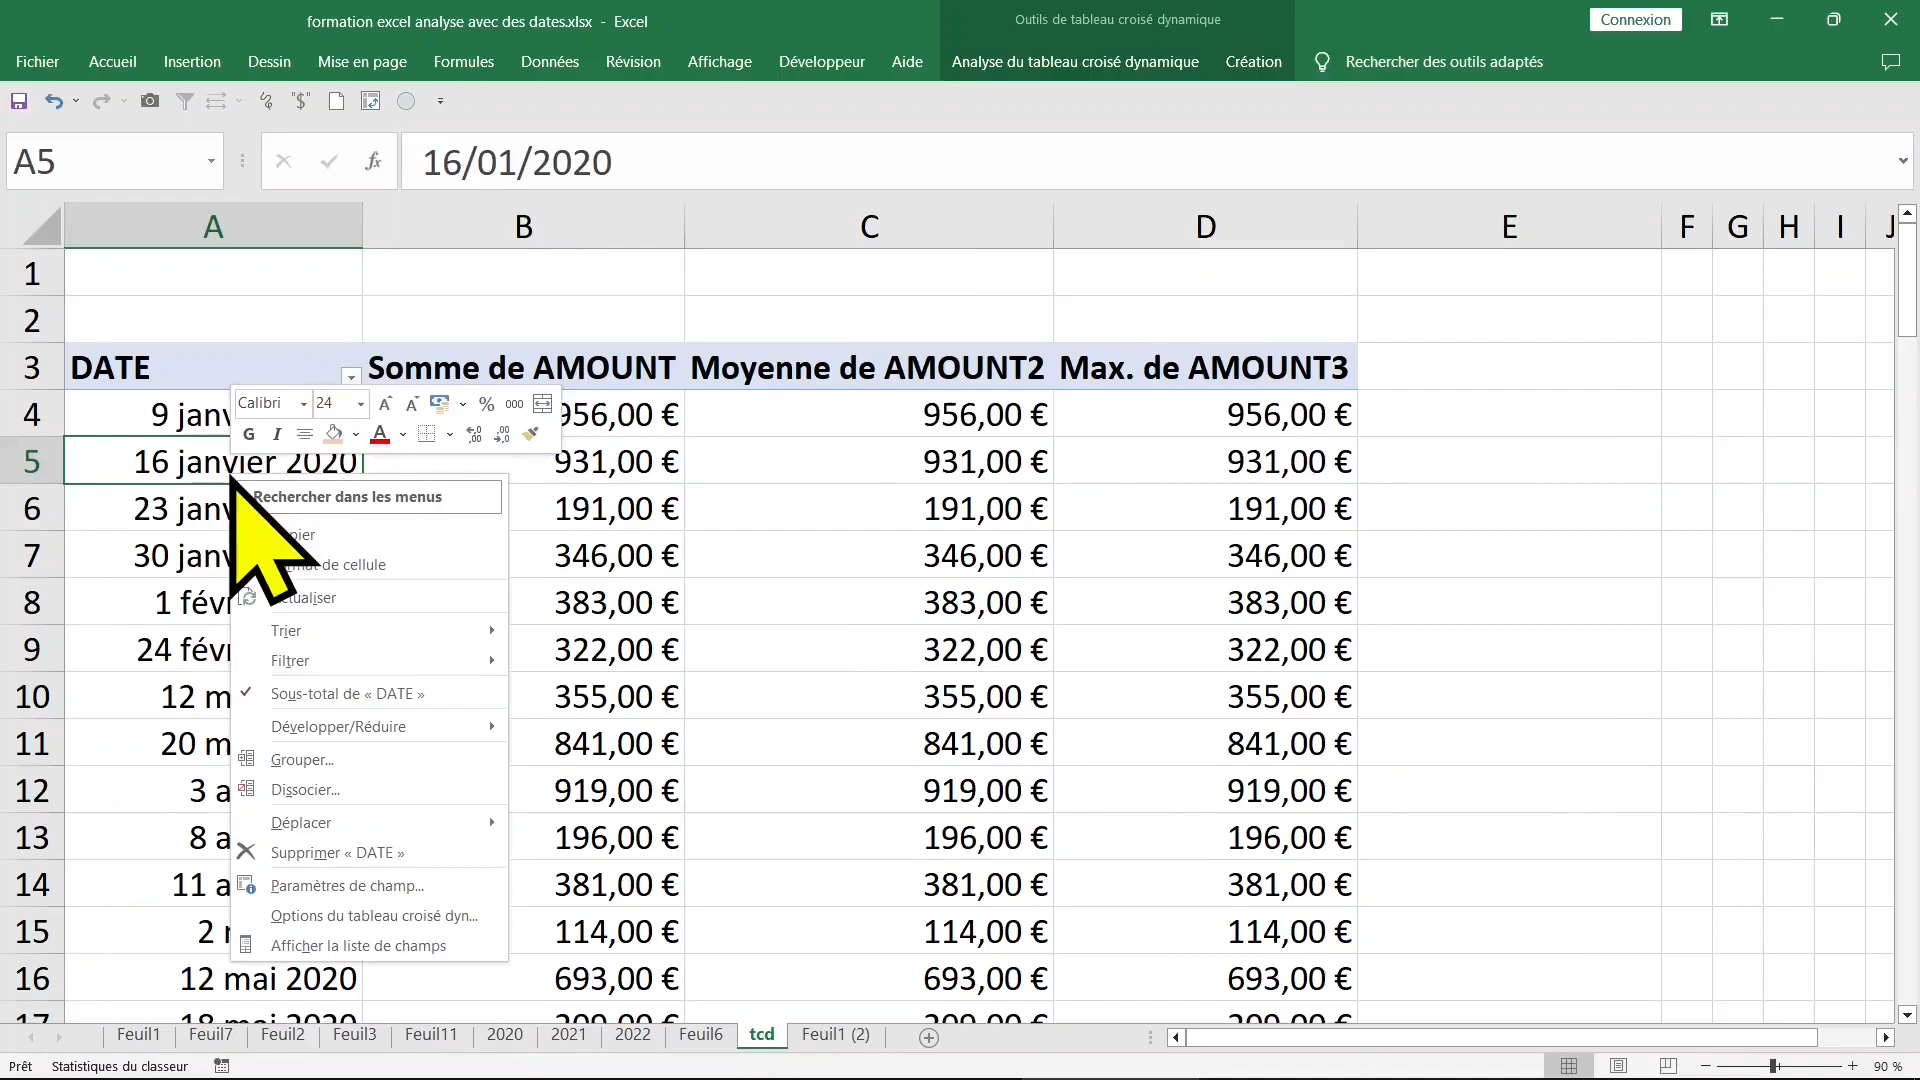 formation excel analyse avec des dates.xlsx - Excel
Outils de tableau croisé dynamique
Connexion
Fichier Accueil Insertion Dessin Mise en page Formules Données Révision Affichage Développeur Aide Analyse du tableau croisé dynamique Création Rechercher des outils adaptés
A5 fx 16/01/2020
A B C D E F G H I J
1
2
3 DATE Somme de AMOUNT Moyenne de AMOUNT2 Max. de AMOUNT3
Calibri 24 A A % 000
G I A
4 9 janv 956,00 € 956,00 € 956,00 €
5 16 janvier 2020 931,00 € 931,00 € 931,00 €
Rechercher dans les menus
6 23 janv 191,00 € 191,00 € 191,00 €
pier
7 30 janv 346,00 € 346,00 € 346,00 €
mat de cellule
8 1 févr 383,00 € 383,00 € 383,00 €
ctualiser
Trier
9 24 févr 322,00 € 322,00 € 322,00 €
Filtrer
10 12 m 355,00 € 355,00 € 355,00 €
Sous-total de « DATE »
Développer/Réduire
11 20 m 841,00 € 841,00 € 841,00 €
Grouper...
12 3 a 919,00 € 919,00 € 919,00 €
Dissocier...
Déplacer
13 8 a 196,00 € 196,00 € 196,00 €
Supprimer « DATE »
14 11 a 381,00 € 381,00 € 381,00 €
Paramètres de champ...
Options du tableau croisé dyn...
15 2 114,00 € 114,00 € 114,00 €
Afficher la liste de champs
16 12 mai 2020 693,00 € 693,00 € 693,00 €
Feuil1 Feuil7 Feuil2 Feuil3 Feuil11 2020 2021 2022 Feuil6 tcd Feuil1 (2)
Prêt Statistiques du classeur 90 %